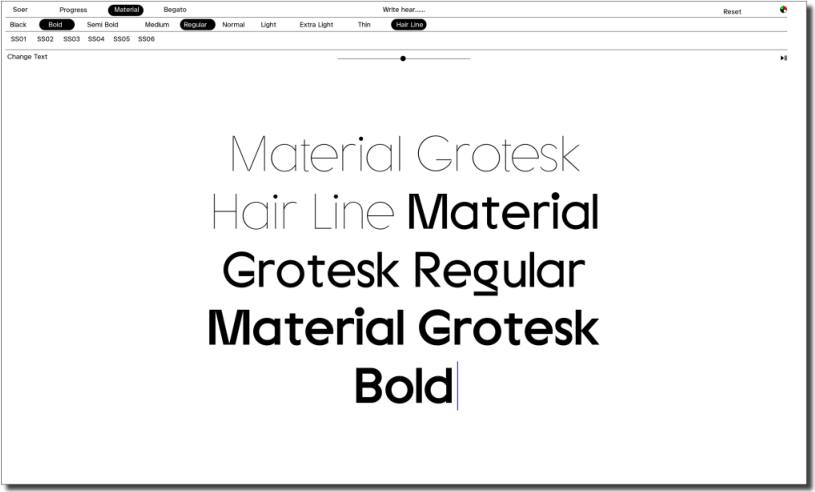 Soer Progress Material Begato Write hear...... Reset
Black Bold Semi Bold Medium Regular Normal Light Extra Light Thin Hair Line
SS01 SS02 SS03 SS04 SS05 SS06
Change Text
Material Grotesk
Hair Line Material
Grotesk Regular
Material Grotesk
Bold